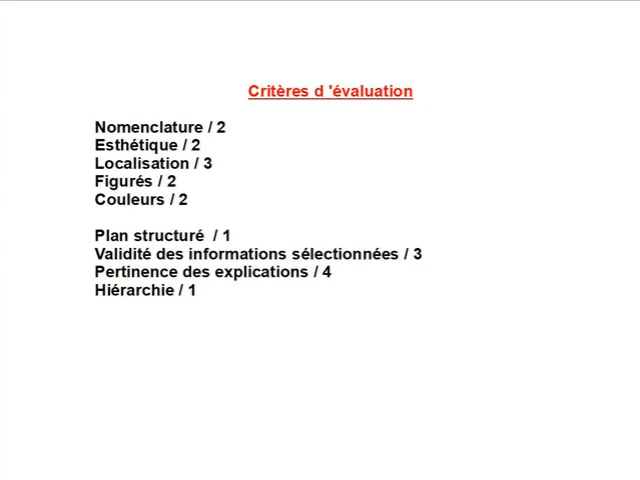 Critères d 'évaluation
Nomenclature / 2
Esthétique / 2
Localisation / 3
Figurés / 2
Couleurs / 2
Plan structuré  / 1
Validité des informations sélectionnées / 3
Pertinence des explications / 4
Hiérarchie / 1